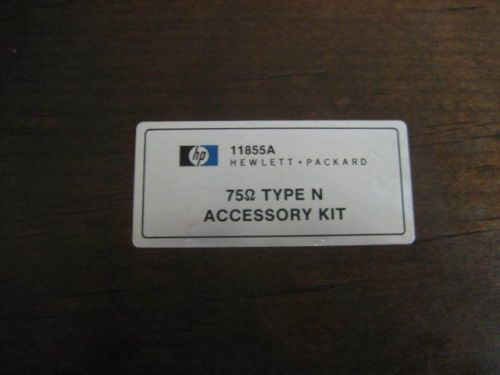 hp 11855A
HEWLETT • PACKARD
75Ω TYPE N
ACCESSORY KIT